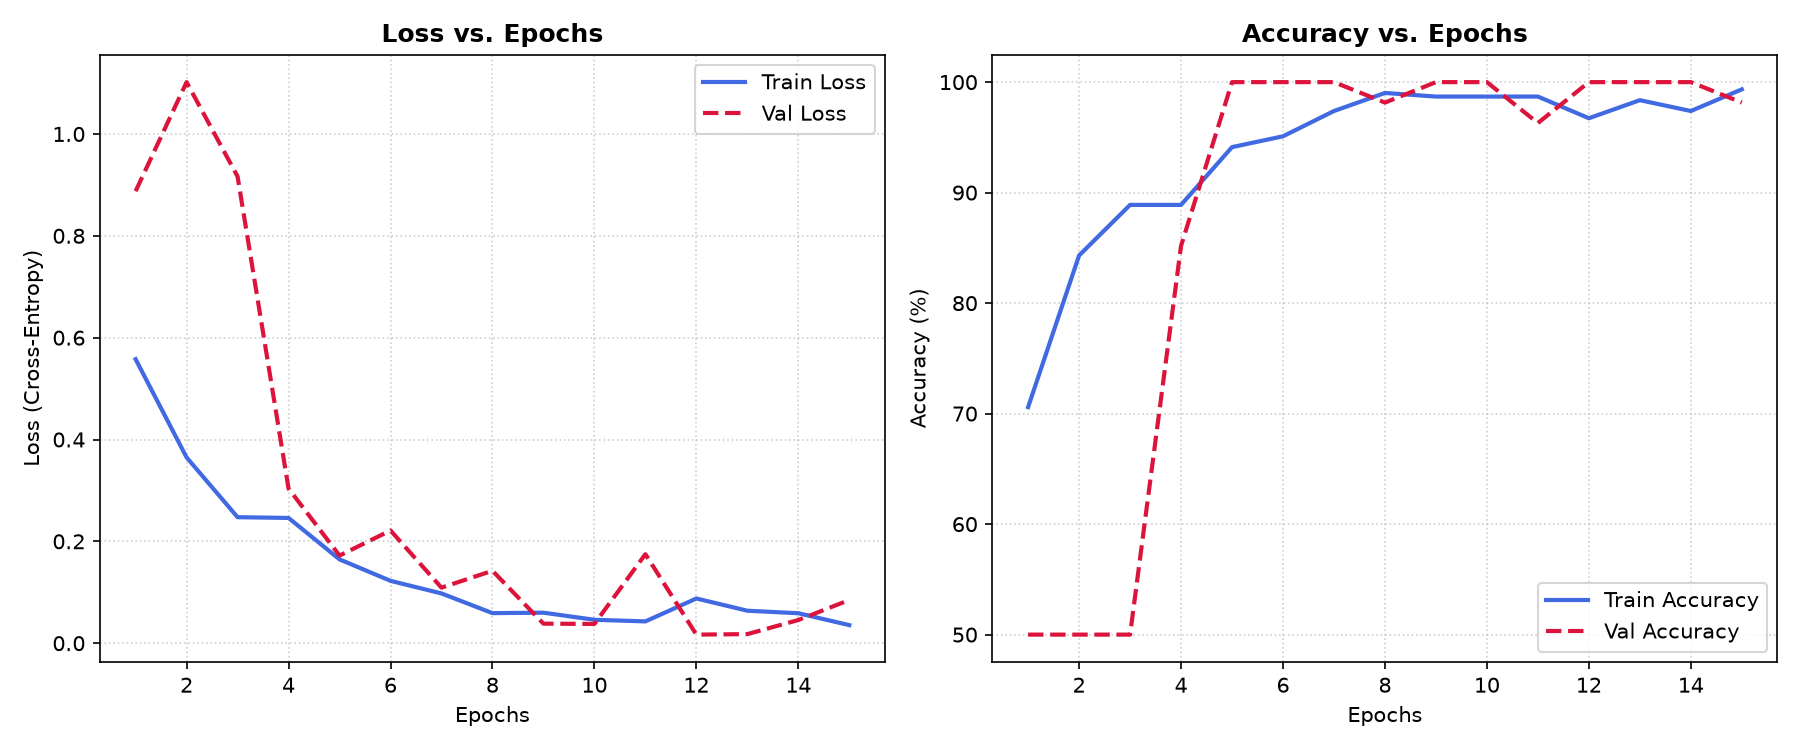 Loss vs. Epochs
Train Loss
Val Loss
1.0
0.8
0.6
0.4
0.2
0.0
Loss (Cross-Entropy)
2 4 6 8 10 12 14
Epochs
Accuracy vs. Epochs
100
90
80
70
60
50
Accuracy (%)
Train Accuracy
Val Accuracy
2 4 6 8 10 12 14
Epochs